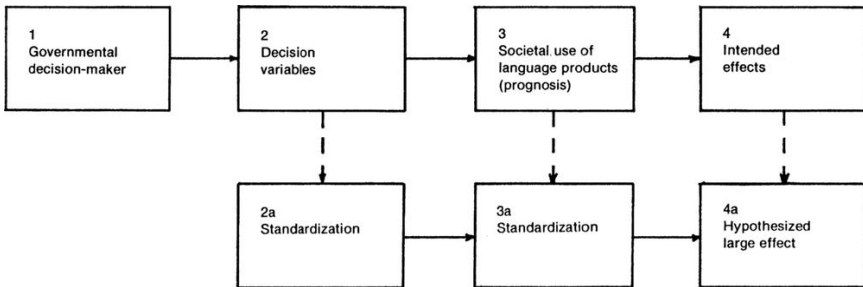 1
Governmental
decision-maker
2
Decision
variables
3
Societal use of
language products
(prognosis)
4
Intended
effects
2a
Standardization
3a
Standardization
4a
Hypothesized
large effect